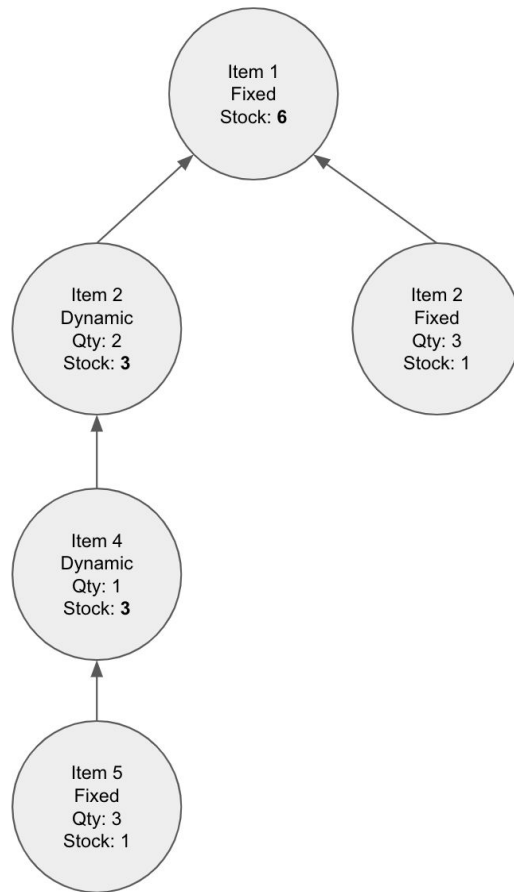 Item 1
Fixed
Stock: 6
Item 2
Dynamic
Qty: 2
Stock: 3
Item 2
Fixed
Qty: 3
Stock: 1
Item 4
Dynamic
Qty: 1
Stock: 3
Item 5
Fixed
Qty: 3
Stock: 1